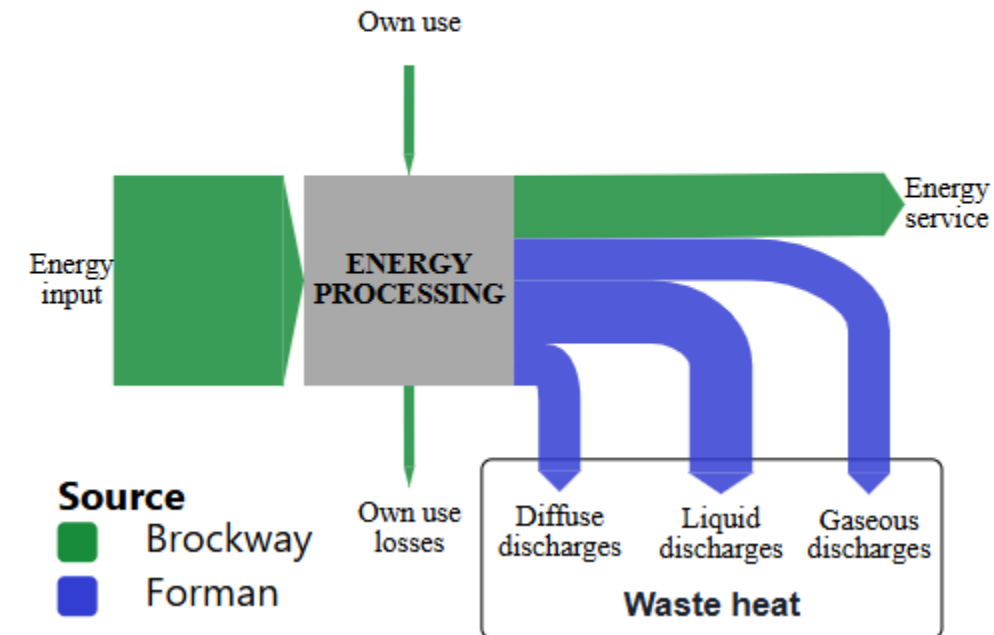 Own use
Energy
input
ENERGY
PROCESSING
Energy
service
Own use
losses
Diffuse
discharges
Liquid
discharges
Gaseous
discharges
Waste heat
Source
Brockway
Forman